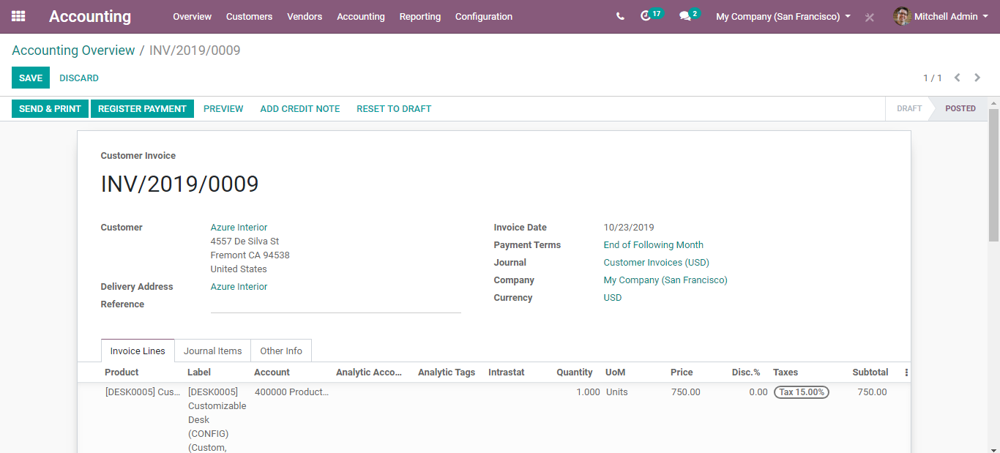 Accounting Overview Customers Vendors Accounting Reporting Configuration 17 2 My Company (San Francisco) Mitchell Admin
Accounting Overview / INV/2019/0009
SAVE DISCARD 1 / 1
SEND & PRINT REGISTER PAYMENT PREVIEW ADD CREDIT NOTE RESET TO DRAFT DRAFT POSTED
Customer Invoice
INV/2019/0009
Customer Azure Interior Invoice Date 10/23/2019
4557 De Silva St
Payment Terms End of Following Month
Fremont CA 94538
Journal Customer Invoices (USD)
United States
Company My Company (San Francisco)
Delivery Address Azure Interior
Currency USD
Reference
Invoice Lines Journal Items Other Info
Product Label Account Analytic Acco... Analytic Tags Intrastat Quantity UoM Price Disc.% Taxes Subtotal
[DESK0005] Cus... [DESK0005] 400000 Product... 1.000 Units 750.00 0.00 Tax 15.00% 750.00
Customizable
Desk
(CONFIG)
(Custom,